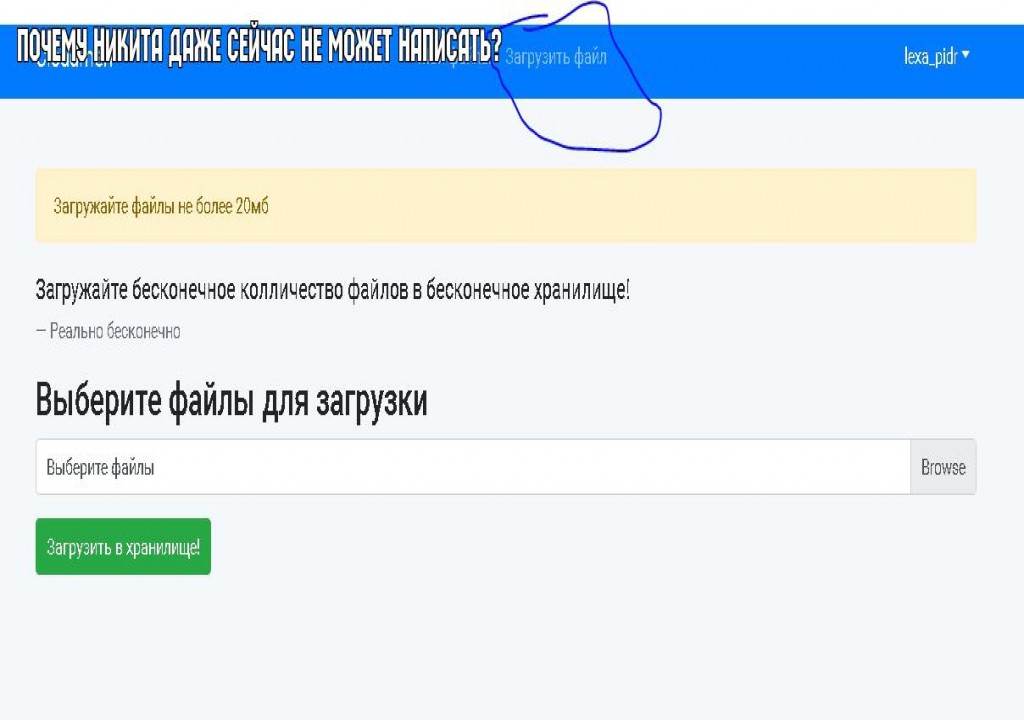 ПОЧЕМУ НИКИТА ДАЖЕ СЕЙЧАС НЕ МОЖЕТ НАПИСАТЬ?
Загрузить файл
lexa_pidr
Загружайте файлы не более 20мб
Загружайте бесконечное колличество файлов в бесконечное хранилище!
— Реально бесконечно
Выберите файлы для загрузки
Выберите файлы
Browse
Загрузить в хранилище!